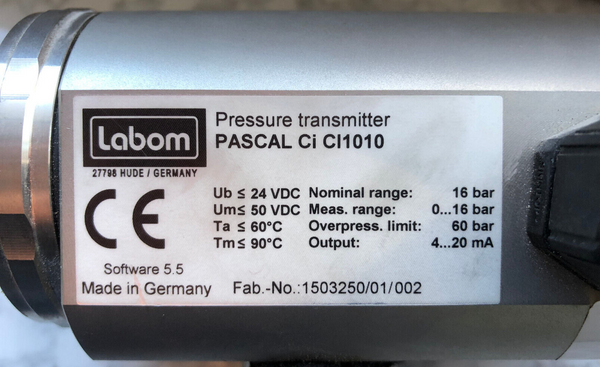 Labom
27798 HUDE / GERMANY
Pressure transmitter
PASCAL Ci CI1010
CE
Ub ≤ 24 VDC Nominal range: 16 bar
Um ≤ 50 VDC Meas. range: 0...16 bar
Ta ≤ 60°C Overpress. limit: 60 bar
Tm ≤ 90°C Output: 4...20 mA
Software 5.5
Made in Germany Fab.-No.:1503250/01/002